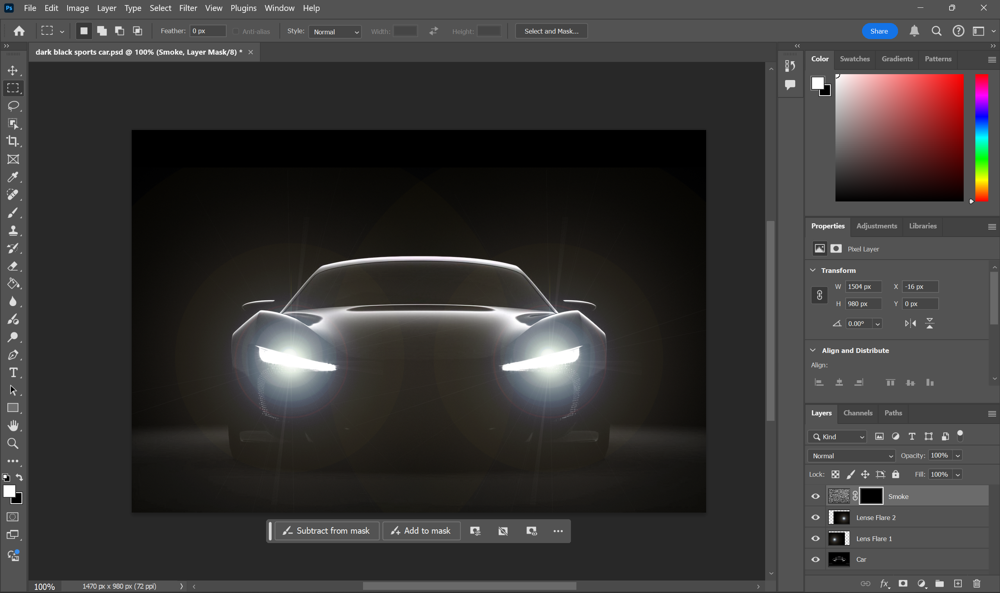 Ps File Edit Image Layer Type Select Filter View Plugins Window Help
Feather: 0 px Anti-alias Style: Normal Width: Height: Select and Mask... Share
dark black sports car.psd @ 100% (Smoke, Layer Mask/8) *
Color Swatches Gradients Patterns
Properties Adjustments Libraries
Pixel Layer
Transform
W 1504 px X -16 px
H 980 px Y 0 px
0.00°
Align and Distribute
Align:
Layers Channels Paths
Kind
Normal Opacity: 100%
Lock: Fill: 100%
Smoke
Lense Flare 2
Lens Flare 1
Car
Subtract from mask Add to mask
100% 1470 px x 980 px (72 ppi)